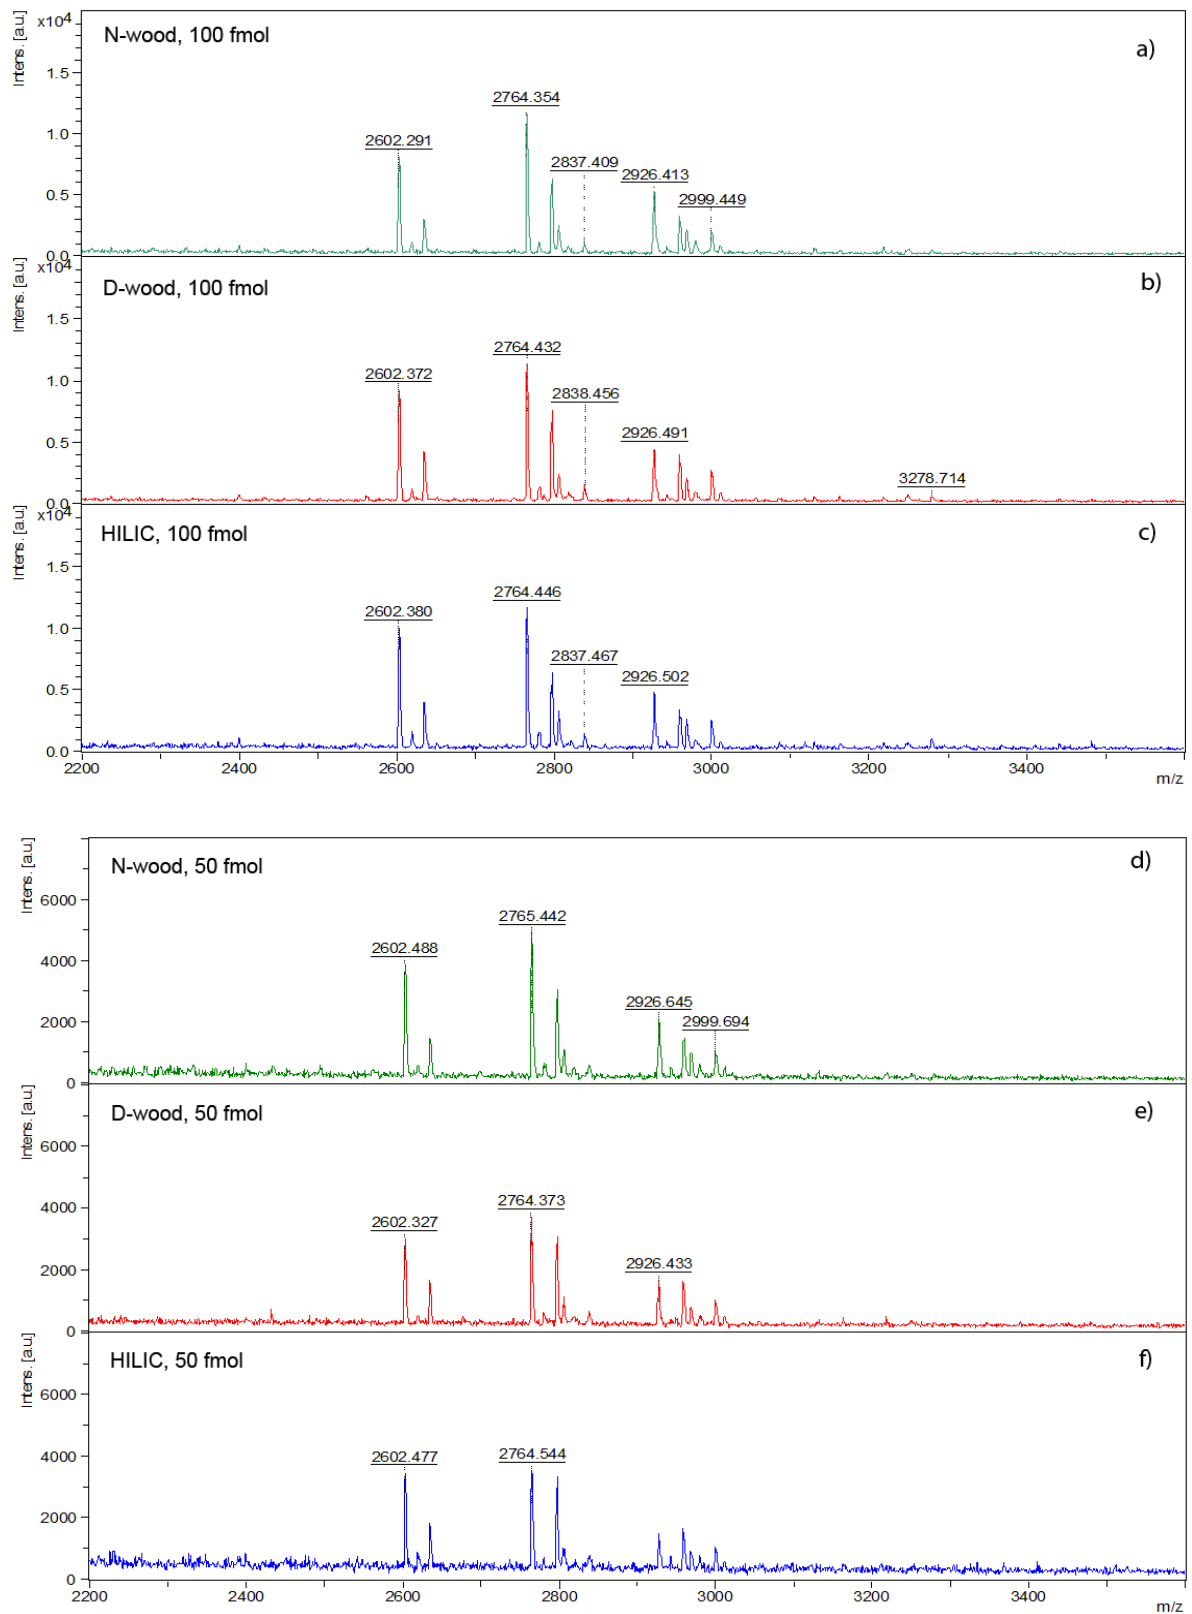 x10⁴
Intens. [a.u.]
N-wood, 100 fmol
a)
1.5
2764.354
1.0
2602.291
2837.409
2926.413
2999.449
0.5
0.0
x10⁴
Intens. [a.u.]
D-wood, 100 fmol
b)
1.5
2764.432
1.0
2602.372
2838.456
2926.491
0.5
3278.714
0.0
x10⁴
Intens. [a.u.]
HILIC, 100 fmol
c)
1.5
2764.446
1.0
2602.380
2837.467
2926.502
0.5
0.0
2200 2400 2600 2800 3000 3200 3400
m/z
Intens. [a.u.]
N-wood, 50 fmol
d)
6000
2765.442
4000
2602.488
2926.645
2999.694
2000
0
Intens. [a.u.]
D-wood, 50 fmol
e)
6000
2764.373
4000
2602.327
2926.433
2000
0
Intens. [a.u.]
HILIC, 50 fmol
f)
6000
4000
2602.477
2764.544
2000
0
2200 2400 2600 2800 3000 3200 3400
m/z